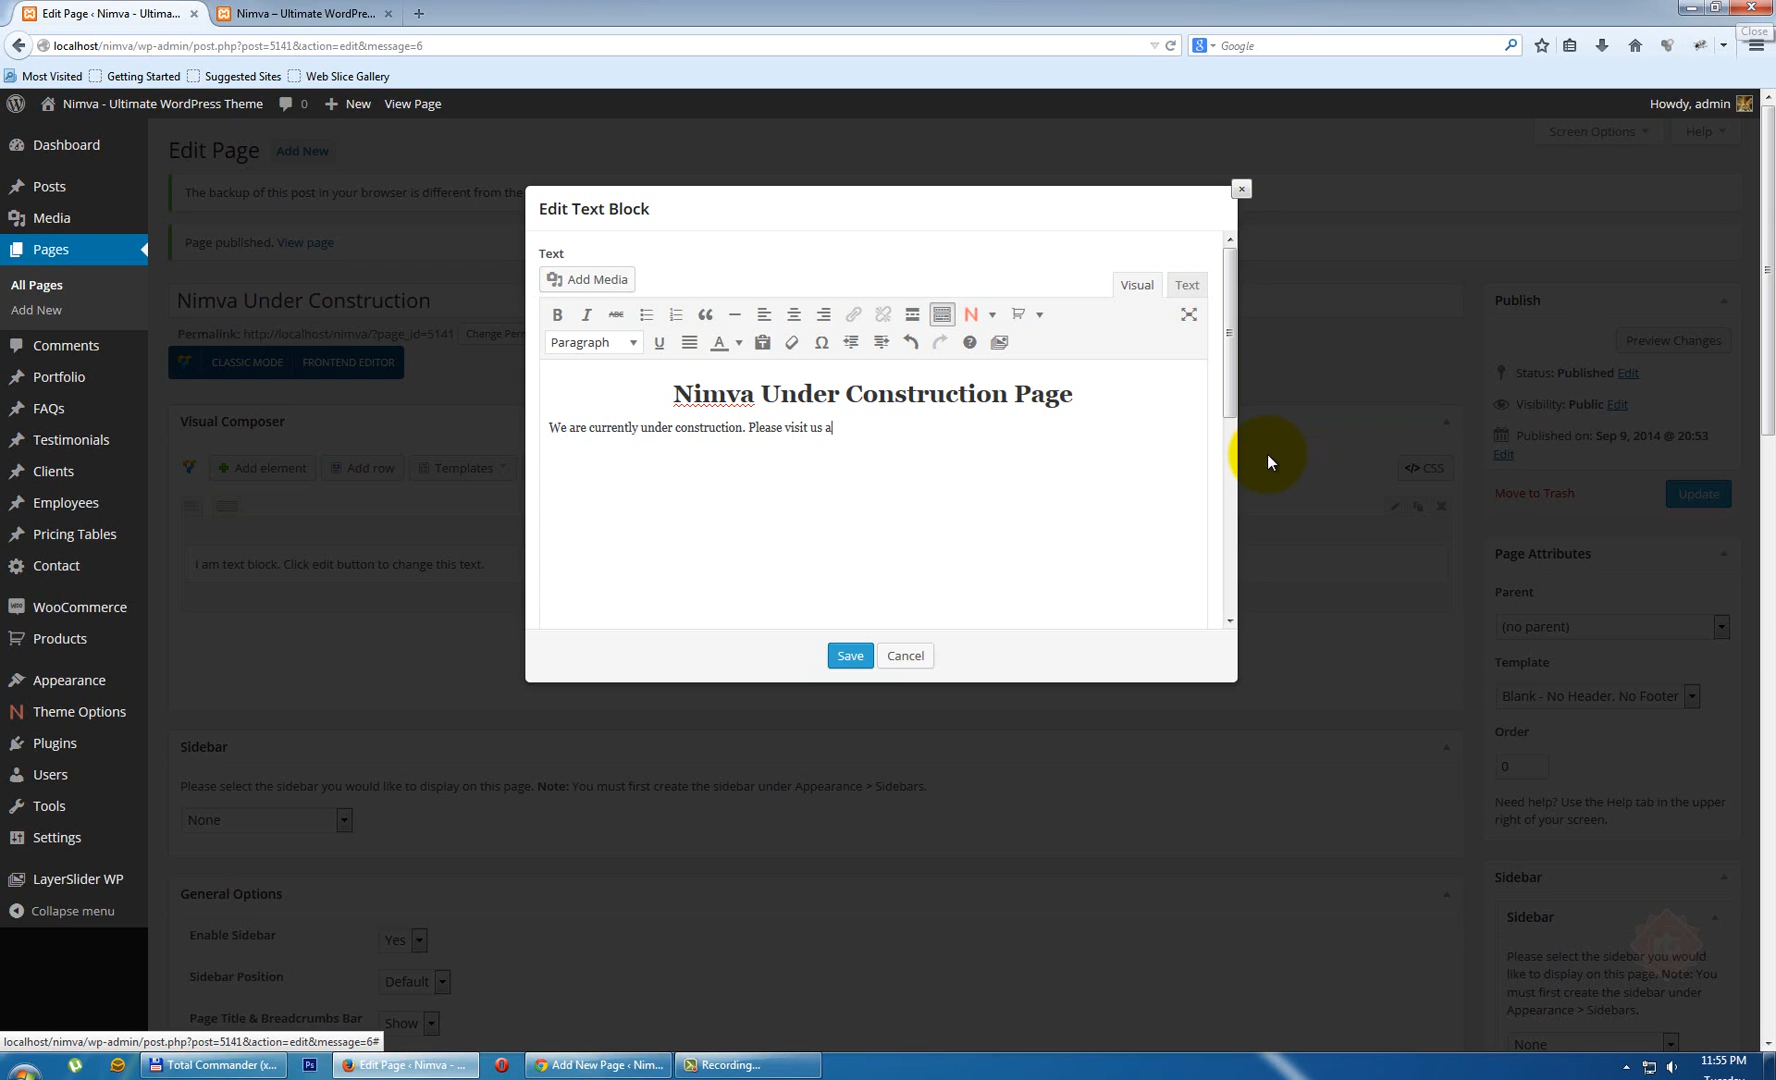 Edit Page ‹ Nimva - Ultima... ×
Nimva – Ultimate WordPre... ×
localhost/nimva/wp-admin/post.php?post=5141&action=edit&message=6
Google
Close
Most Visited Getting Started Suggested Sites Web Slice Gallery
Nimva - Ultimate WordPress Theme 0 New View Page Howdy, admin
Screen Options Help
Dashboard
Posts
Media
Pages
All Pages
Add New
Comments
Portfolio
FAQs
Testimonials
Clients
Employees
Pricing Tables
Contact
WooCommerce
Products
Appearance
Theme Options
Plugins
Users
Tools
Settings
LayerSlider WP
Collapse menu
Edit Page Add New
The backup of this post in your browser is different from the
Page published. View page
Nimva Under Construction
Permalink: http://localhost/nimva/?page_id=5141 Change Perm
CLASSIC MODE FRONTEND EDITOR
Visual Composer
Add element Add row Templates
CSS
I am text block. Click edit button to change this text.
Edit Text Block
Text
Add Media
Visual Text
B I ABC
Paragraph U A
Nimva Under Construction Page
We are currently under construction. Please visit us a
Save Cancel
Sidebar
Please select the sidebar you would like to display on this page. Note: You must first create the sidebar under Appearance > Sidebars.
None
General Options
Enable Sidebar Yes
Sidebar Position Default
Page Title & Breadcrumbs Bar Show
Publish
Preview Changes
Status: Published Edit
Visibility: Public Edit
Published on: Sep 9, 2014 @ 20:53
Edit
Move to Trash Update
Page Attributes
Parent
(no parent)
Template
Blank - No Header, No Footer
Order
0
Need help? Use the Help tab in the upper
right of your screen.
Sidebar
Sidebar
Please select the sidebar you would
like to display on this page. Note: You
must first create the sidebar under
Appearance > Sidebars.
None
localhost/nimva/wp-admin/post.php?post=5141&action=edit&message=6#
Total Commander (x... Ps Edit Page ‹ Nimva - ... Add New Page ‹ Nim... Recording...
11:55 PM
Tuesday